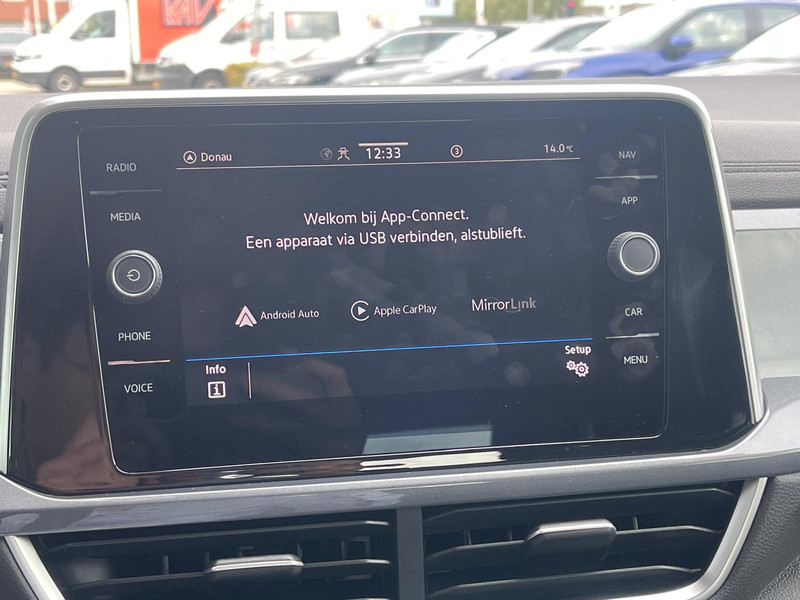 RADIO
MEDIA
PHONE
VOICE
Donau
12:33
3
14.0°C
Welkom bij App-Connect.
Een apparaat via USB verbinden, alstublieft.
Android Auto
Apple CarPlay
MirrorLink
Info
i
Setup
NAV
APP
CAR
MENU